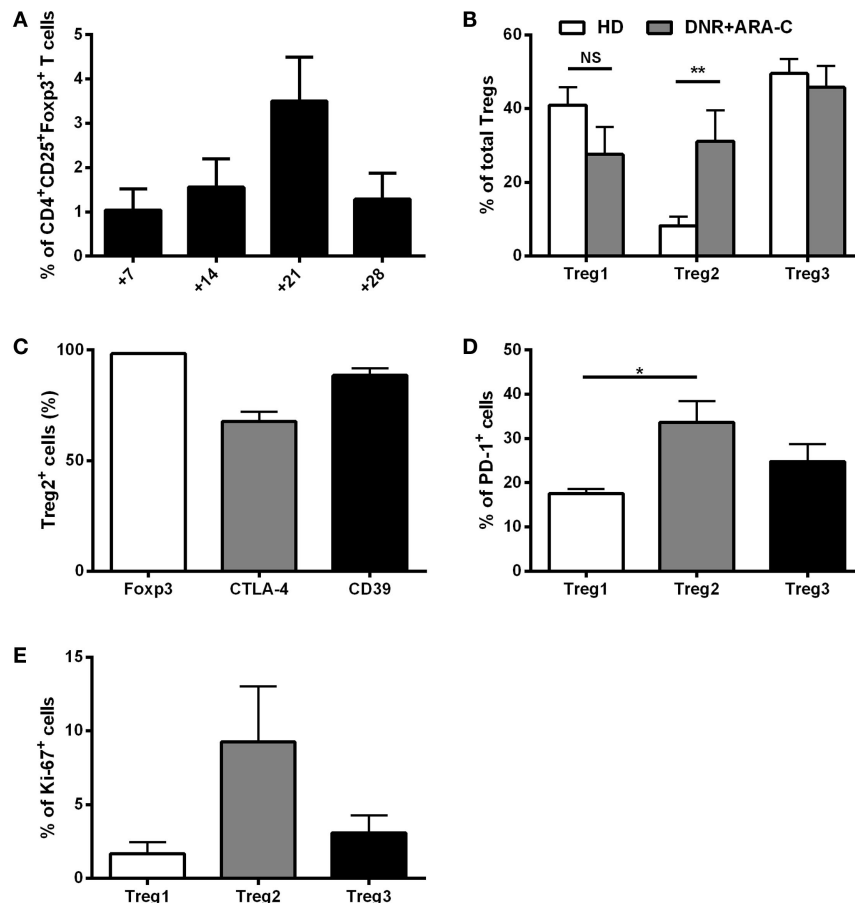 A
% of CD4⁺CD25⁺Foxp3⁺ T cells
5
4
3
2
1
0
+7
+14
+21
+28
B
HD
DNR+ARA-C
% of total Tregs
60
40
20
0
NS
**
Treg1
Treg2
Treg3
C
Treg2⁺ cells (%)
100
50
0
Foxp3
CTLA-4
CD39
D
% of PD-1⁺ cells
50
40
30
20
10
0
*
Treg1
Treg2
Treg3
E
% of Ki-67⁺ cells
15
10
5
0
Treg1
Treg2
Treg3